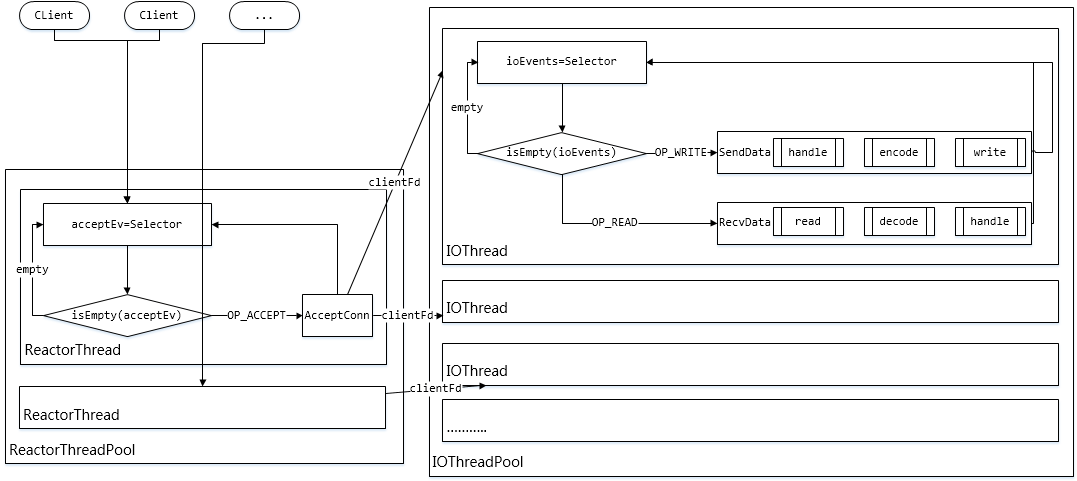 CLient
Client
...
acceptEv=Selector
empty
isEmpty(acceptEv)
OP_ACCEPT
AcceptConn
ReactorThread
ReactorThread
ReactorThreadPool
clientFd
clientFd
clientFd
ioEvents=Selector
empty
isEmpty(ioEvents)
OP_WRITE
SendData
handle
encode
write
OP_READ
RecvData
read
decode
handle
IOThread
IOThread
IOThread
...........
IOThreadPool